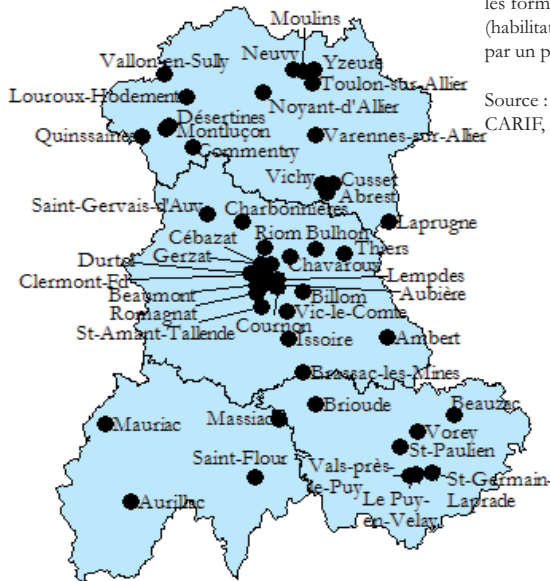 les form
(habilitat
par un p
Source :
CARIF,
Moulins
Neuvy
Yzeure
Vallon-en-Sully
Toulon-sur-Allier
Louroux-Hodement
Noyant-d'Allier
Désertines
Quinssaines
Montluçon
Varennes-sur-Allier
Commentry
Vichy
Cusset
Abrest
Saint-Gervais-d'Auv
Charbonnières
Laprugne
Riom
Bulhon
Cébazat
Thiers
Durtol
Gerzat
Chavaroux
Clermont-Fd
Lempdes
Beaumont
Billom
Aubière
Romagnat
Vic-le-Comte
St-Amant-Tallende
Cournon
Issoire
Ambert
Brassac-les-Mines
Brioude
Beauzac
Mauriac
Massiac
Vorey
St-Paulien
Saint-Flour
Vals-près-
le-Puy
St-Germain-
Laprade
Le Puy-
en-Velay
Aurillac